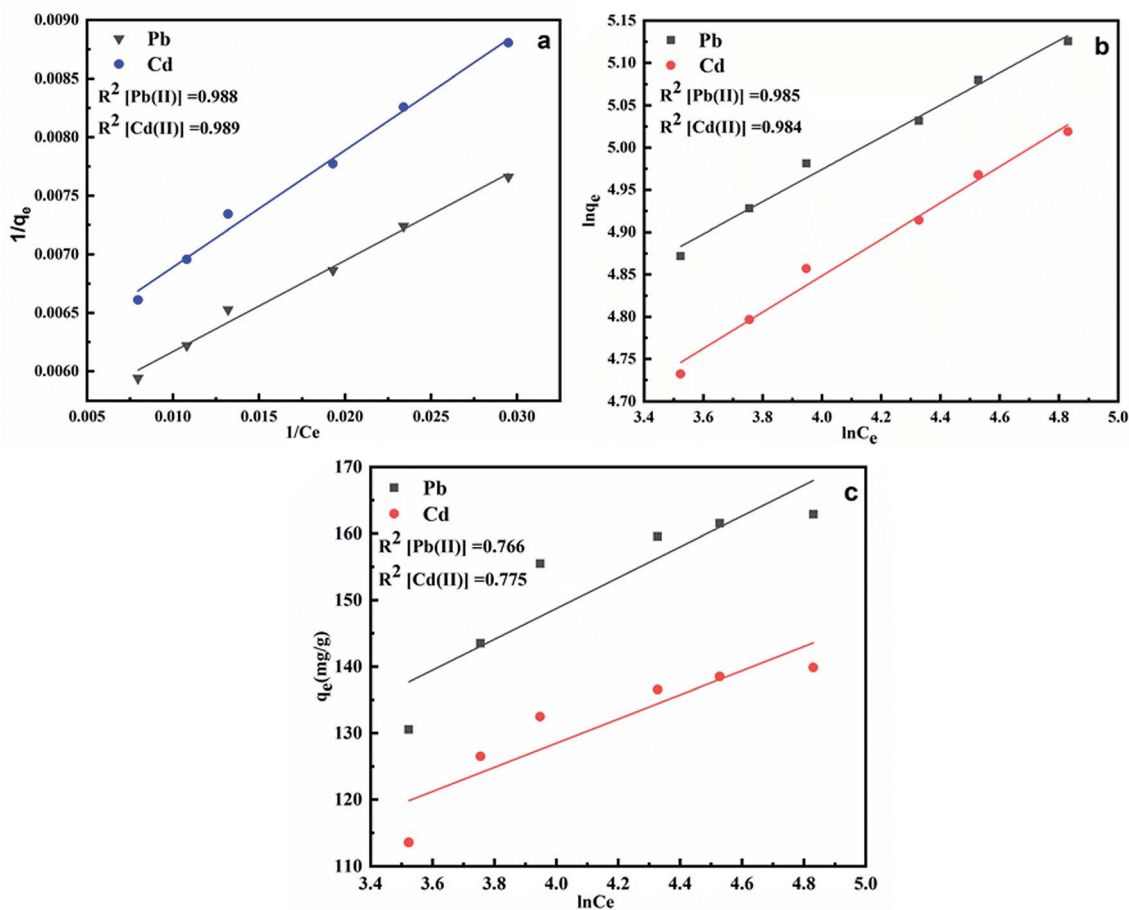 a
Pb
Cd
R² [Pb(II)] =0.988
R² [Cd(II)] =0.989
0.0090
0.0085
0.0080
0.0075
0.0070
0.0065
0.0060
1/qe
0.005 0.010 0.015 0.020 0.025 0.030
1/Ce
b
Pb
Cd
R² [Pb(II)] =0.985
R² [Cd(II)] =0.984
5.15
5.10
5.05
5.00
4.95
4.90
4.85
4.80
4.75
4.70
lnqe
3.4 3.6 3.8 4.0 4.2 4.4 4.6 4.8 5.0
lnCe
c
Pb
Cd
R² [Pb(II)] =0.766
R² [Cd(II)] =0.775
170
160
150
140
130
120
110
qe(mg/g)
3.4 3.6 3.8 4.0 4.2 4.4 4.6 4.8 5.0
lnCe